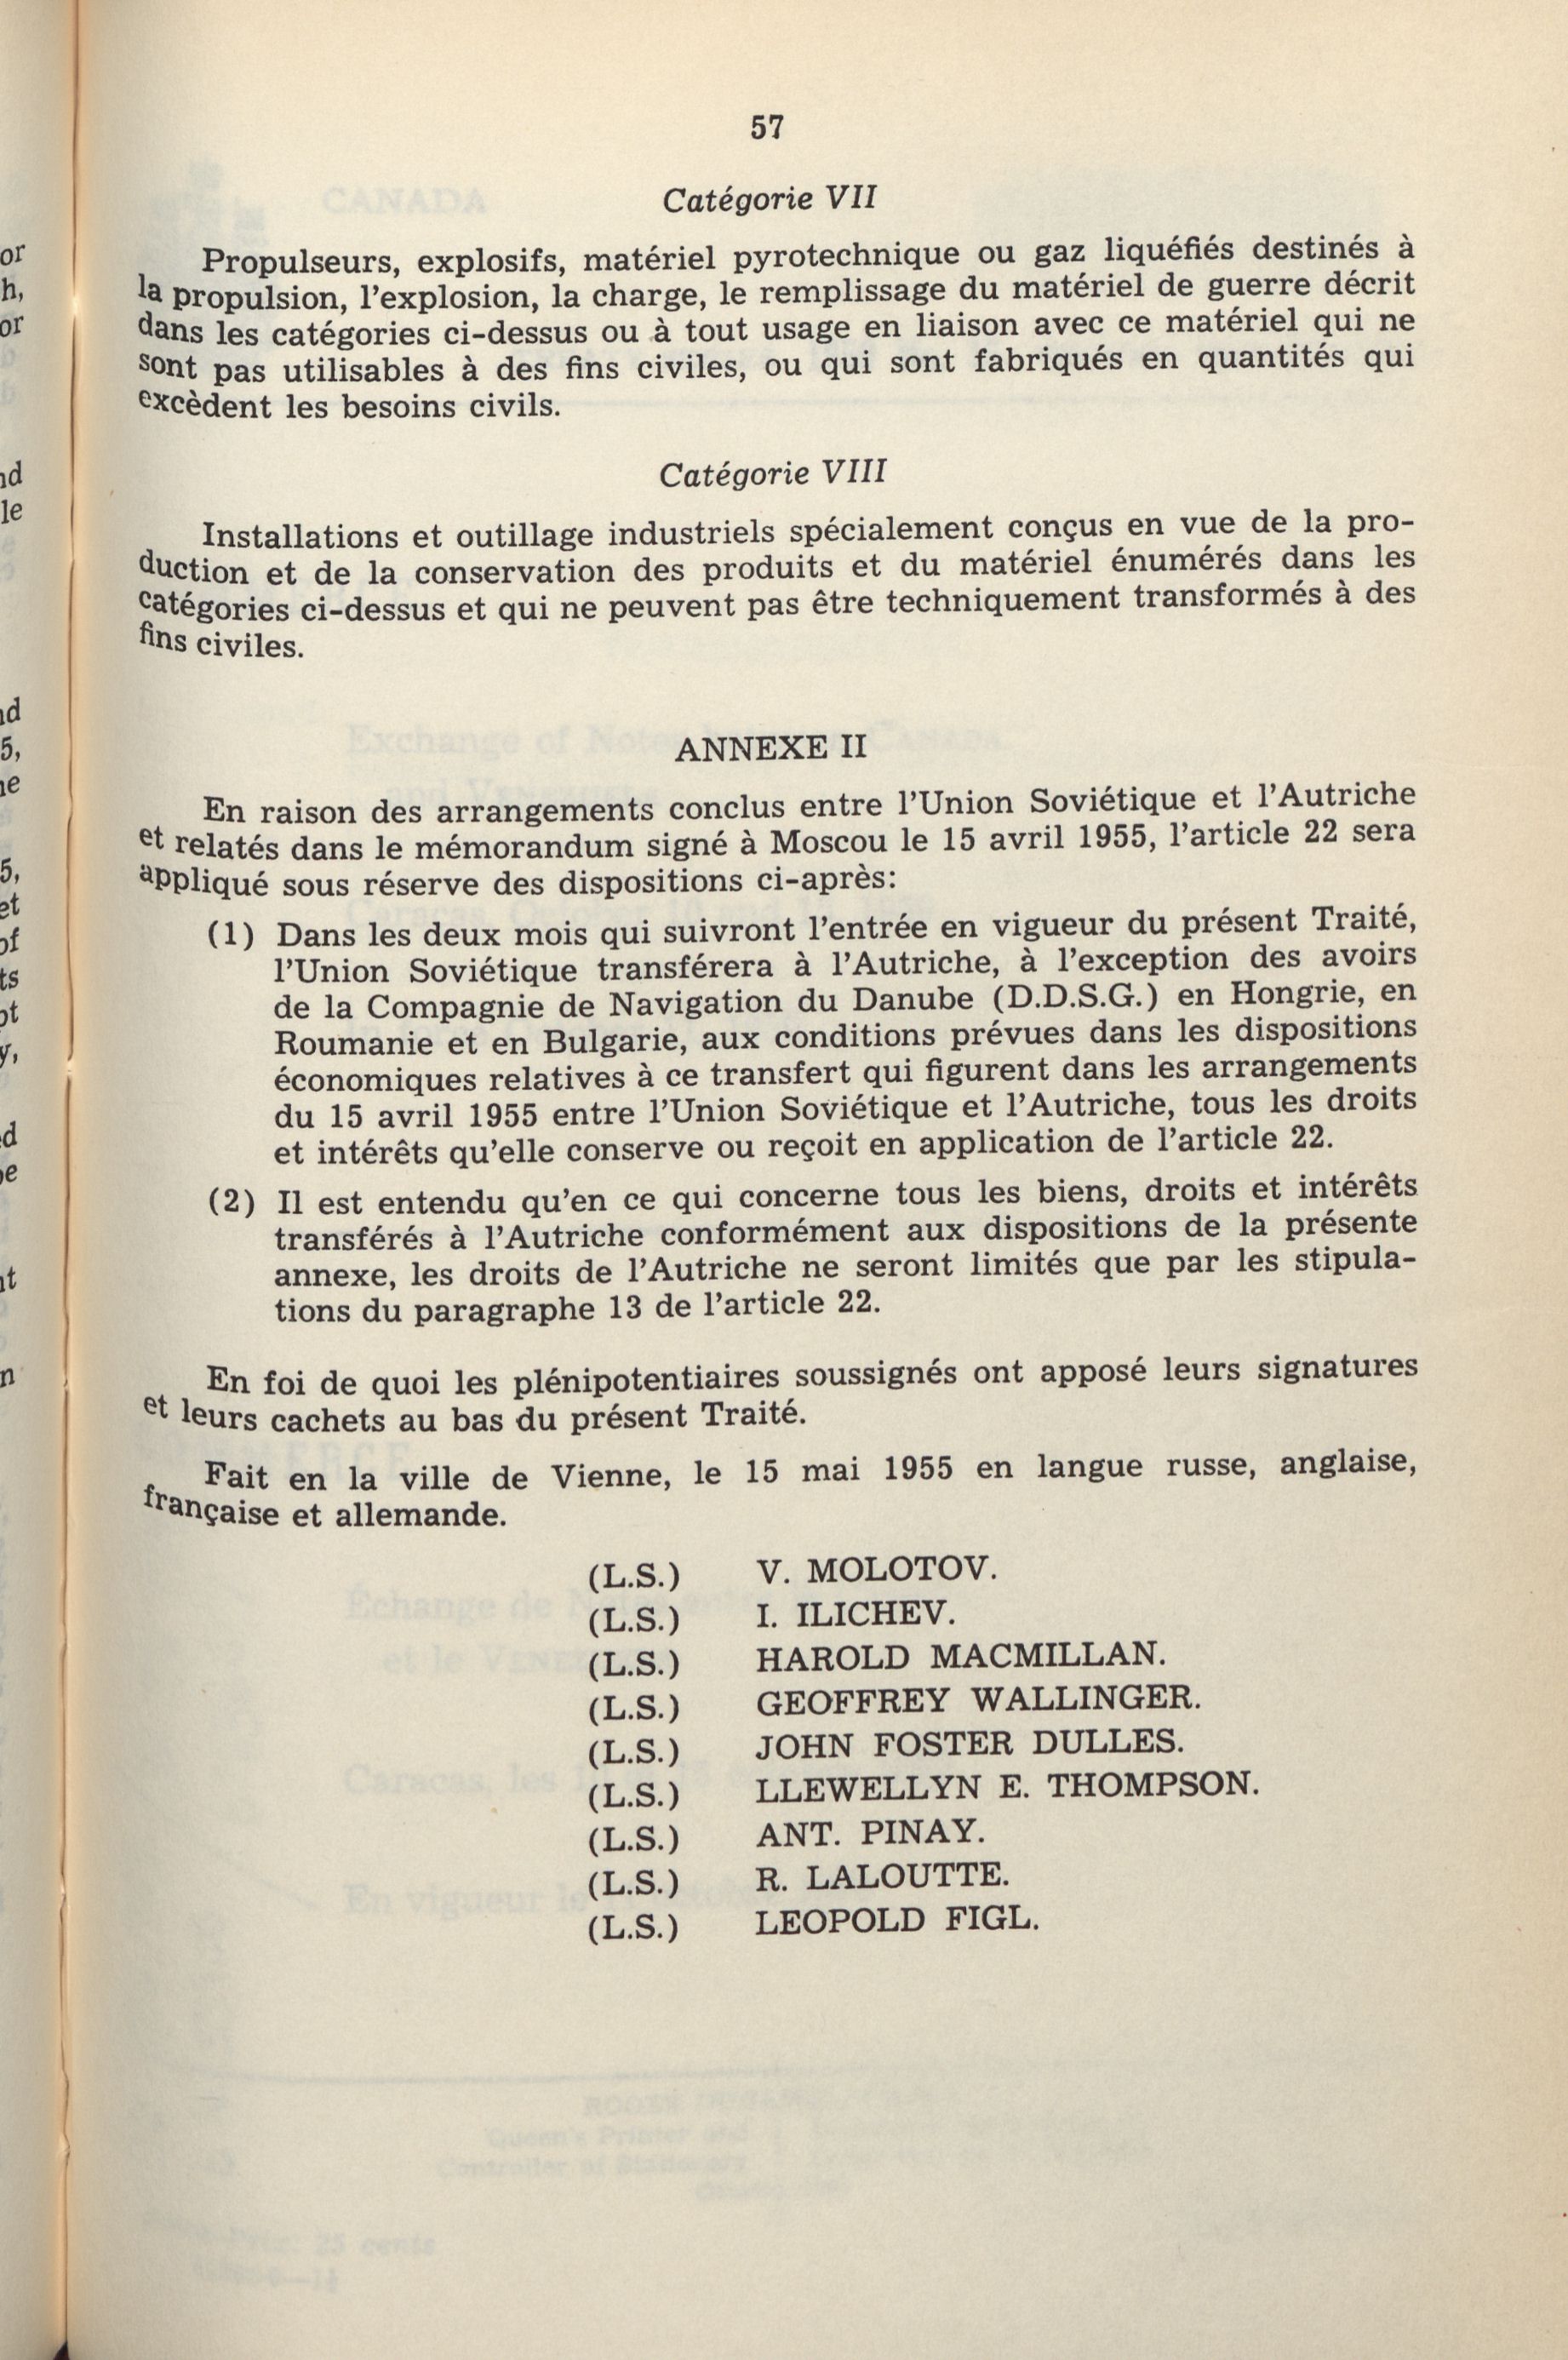 57
Catégorie VII
Propulseurs, explosifs, matériel pyrotechnique ou gaz liquéfiés destinés à
la propulsion, l'explosion, la charge, le remplissage du matériel de guerre décrit
dans les catégories ci-dessus ou à tout usage en liaison avec ce matériel qui ne
sont pas utilisables à des fins civiles, ou qui sont fabriqués en quantités qui
excèdent les besoins civils.
Catégorie VIII
Installations et outillage industriels spécialement conçus en vue de la pro-
duction et de la conservation des produits et du matériel énumérés dans les
catégories ci-dessus et qui ne peuvent pas être techniquement transformés à des
fins civiles.
ANNEXE II
En raison des arrangements conclus entre l'Union Soviétique et l'Autriche
et relatés dans le mémorandum signé à Moscou le 15 avril 1955, l'article 22 sera
appliqué sous réserve des dispositions ci-après:
(1) Dans les deux mois qui suivront l'entrée en vigueur du présent Traité,
l'Union Soviétique transférera à l'Autriche, à l'exception des avoirs
de la Compagnie de Navigation du Danube (D.D.S.G.) en Hongrie, en
Roumanie et en Bulgarie, aux conditions prévues dans les dispositions
économiques relatives à ce transfert qui figurent dans les arrangements
du 15 avril 1955 entre l'Union Soviétique et l'Autriche, tous les droits
et intérêts qu'elle conserve ou reçoit en application de l'article 22.
(2) Il est entendu qu'en ce qui concerne tous les biens, droits et intérêts
transférés à l'Autriche conformément aux dispositions de la présente
annexe, les droits de l'Autriche ne seront limités que par les stipula-
tions du paragraphe 13 de l'article 22.
En foi de quoi les plénipotentiaires soussignés ont apposé leurs signatures
et leurs cachets au bas du présent Traité.
Fait en la ville de Vienne, le 15 mai 1955 en langue russe, anglaise,
française et allemande.
(L.S.) V. MOLOTOV.
(L.S.) I. ILICHEV.
(L.S.) HAROLD MACMILLAN.
(L.S.) GEOFFREY WALLINGER.
(L.S.) JOHN FOSTER DULLES.
(L.S.) LLEWELLYN E. THOMPSON.
(L.S.) ANT. PINAY.
(L.S.) R. LALOUTTE.
(L.S.) LEOPOLD FIGL.